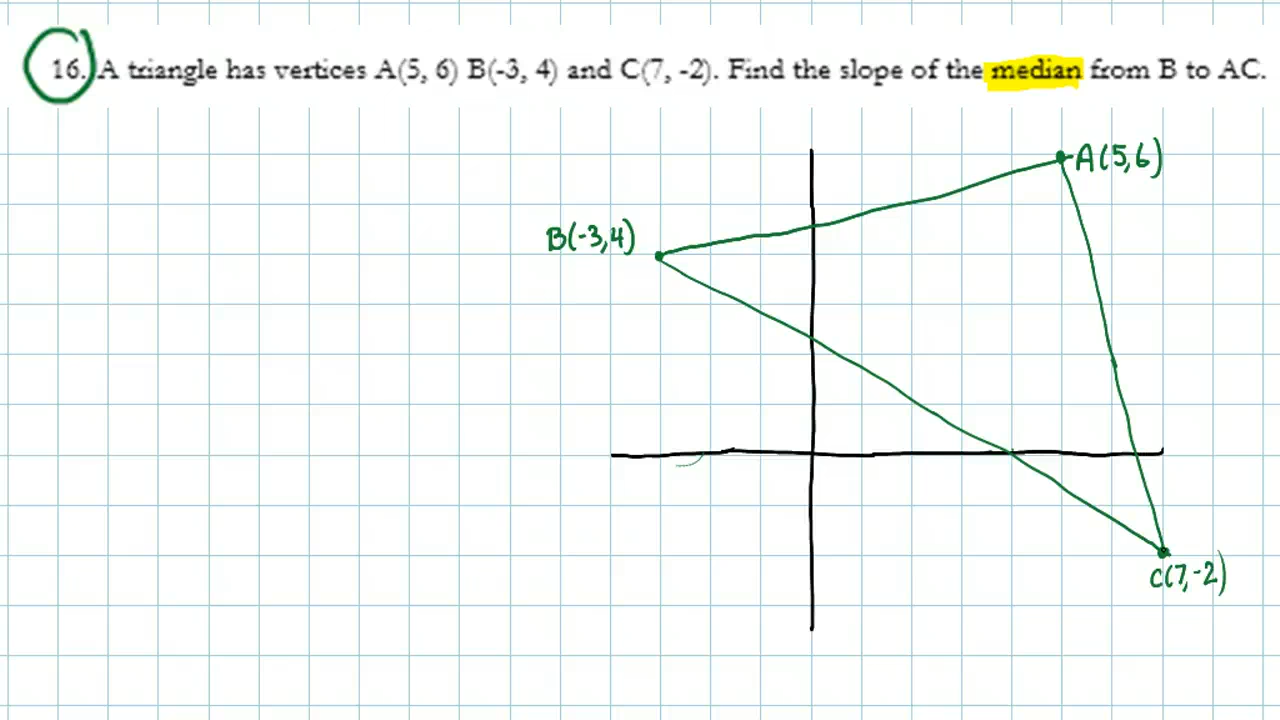 16. A triangle has vertices A(5, 6) B(-3, 4) and C(7, -2). Find the slope of the median from B to AC.
A(5,6)
B(-3,4)
C(7,-2)